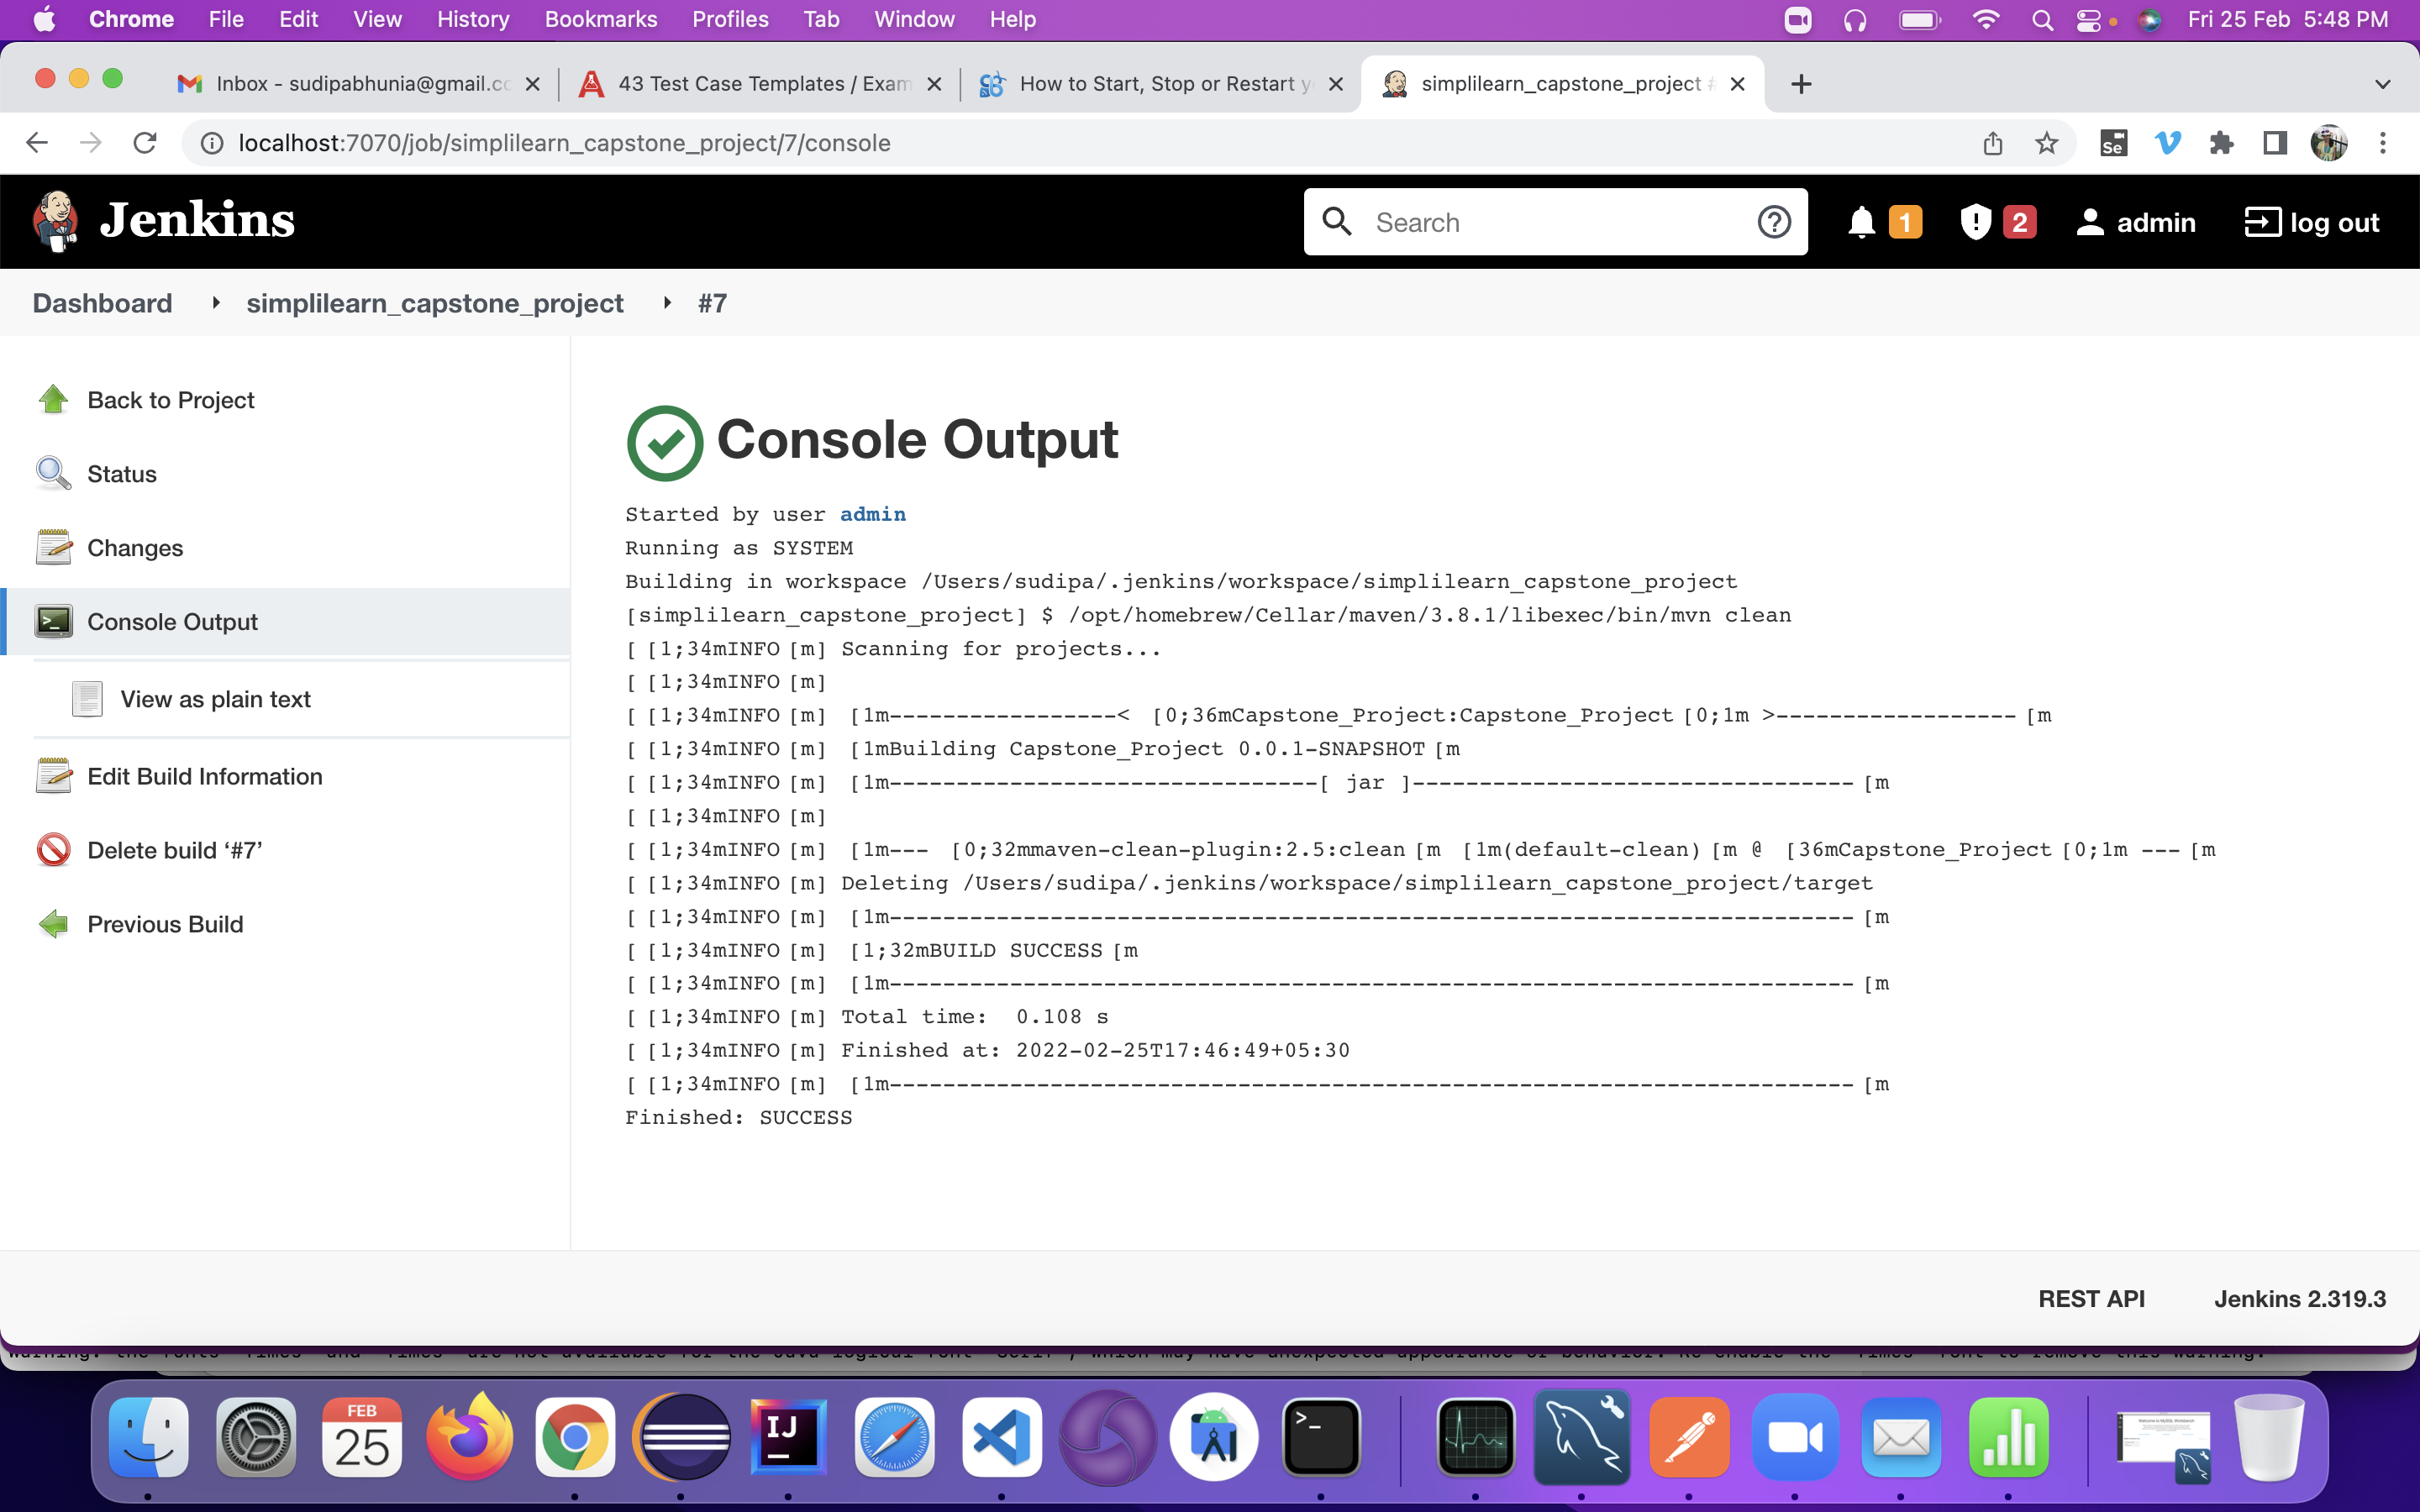 Chrome File Edit View History Bookmarks Profiles Tab Window Help Fri 25 Feb 5:48 PM
Inbox - sudipabhunia@gmail.cc 43 Test Case Templates / Exam How to Start, Stop or Restart y simplilearn_capstone_project #
localhost:7070/job/simplilearn_capstone_project/7/console Se
Jenkins Search 1 2 admin log out
Dashboard simplilearn_capstone_project #7
Back to Project
Status
Changes
Console Output
View as plain text
Edit Build Information
Delete build ‘#7’
Previous Build
Console Output
Started by user admin
Running as SYSTEM
Building in workspace /Users/sudipa/.jenkins/workspace/simplilearn_capstone_project
[simplilearn_capstone_project] $ /opt/homebrew/Cellar/maven/3.8.1/libexec/bin/mvn clean
[ [1;34mINFO [m] Scanning for projects...
[ [1;34mINFO [m]
[ [1;34mINFO [m] [1m-----------------< [0;36mCapstone_Project:Capstone_Project [0;1m >------------------ [m
[ [1;34mINFO [m] [1mBuilding Capstone_Project 0.0.1-SNAPSHOT [m
[ [1;34mINFO [m] [1m--------------------------------[ jar ]--------------------------------- [m
[ [1;34mINFO [m]
[ [1;34mINFO [m] [1m--- [0;32mmaven-clean-plugin:2.5:clean [m [1m(default-clean) [m @ [36mCapstone_Project [0;1m --- [m
[ [1;34mINFO [m] Deleting /Users/sudipa/.jenkins/workspace/simplilearn_capstone_project/target
[ [1;34mINFO [m] [1m------------------------------------------------------------------------ [m
[ [1;34mINFO [m] [1;32mBUILD SUCCESS [m
[ [1;34mINFO [m] [1m------------------------------------------------------------------------ [m
[ [1;34mINFO [m] Total time:  0.108 s
[ [1;34mINFO [m] Finished at: 2022-02-25T17:46:49+05:30
[ [1;34mINFO [m] [1m------------------------------------------------------------------------ [m
Finished: SUCCESS
REST API Jenkins 2.319.3
FEB
25
IJ